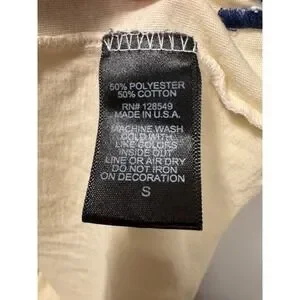 50% POLYESTER
50% COTTON
RN# 128549
MADE IN U.S.A.
MACHINE WASH
COLD WITH
LIKE COLORS
INSIDE OUT
LINE OR AIR DRY
DO NOT IRON
ON DECORATION
S